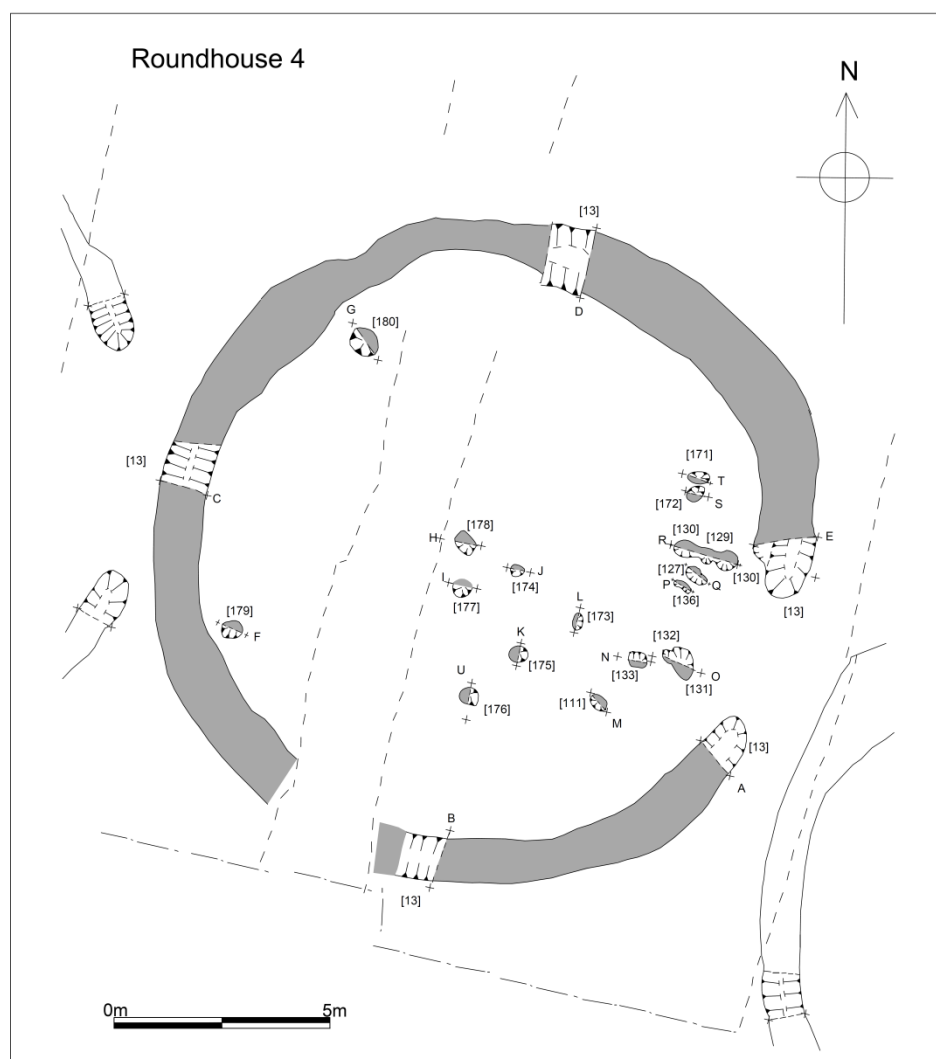 Roundhouse 4
N
[13]
D
G
[180]
[13]
C
[171]
T
[172]
S
[178]
H
[130]
[129]
R
E
J
[174]
I
[177]
[127]
[130]
P
Q
[136]
[13]
L
[173]
[179]
F
K
[175]
[132]
N
[133]
O
[131]
U
[176]
[111]
M
[13]
A
B
[13]
0m
5m